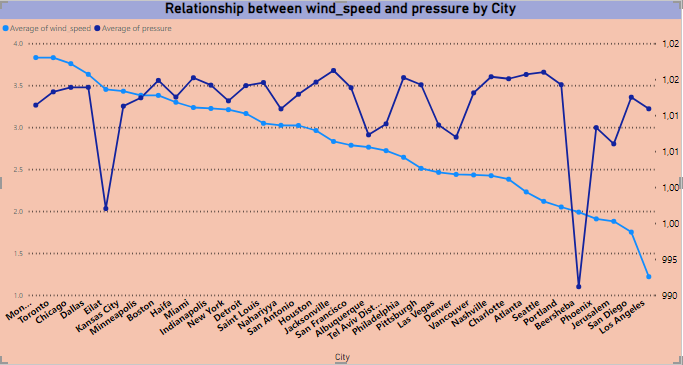 Relationship between wind_speed and pressure by City
Average of wind_speed Average of pressure
4.0
3.5
3.0
2.5
2.0
1.5
1.0
1,02
1,02
1,01
1,01
1,00
1,00
995
990
Mon...
Toronto
Chicago
Dallas
Eilat
Kansas City
Minneapolis
Boston
Haifa
Miami
Indianapolis
New York
Detroit
Saint Louis
Nahariyya
San Antonio
Houston
Jacksonville
San Francisco
Albuquerque
Tel Aviv Dist...
Philadelphia
Pittsburgh
Las Vegas
Denver
Vancouver
Nashville
Charlotte
Atlanta
Seattle
Portland
Beersheba
Phoenix
Jerusalem
San Diego
Los Angeles
City